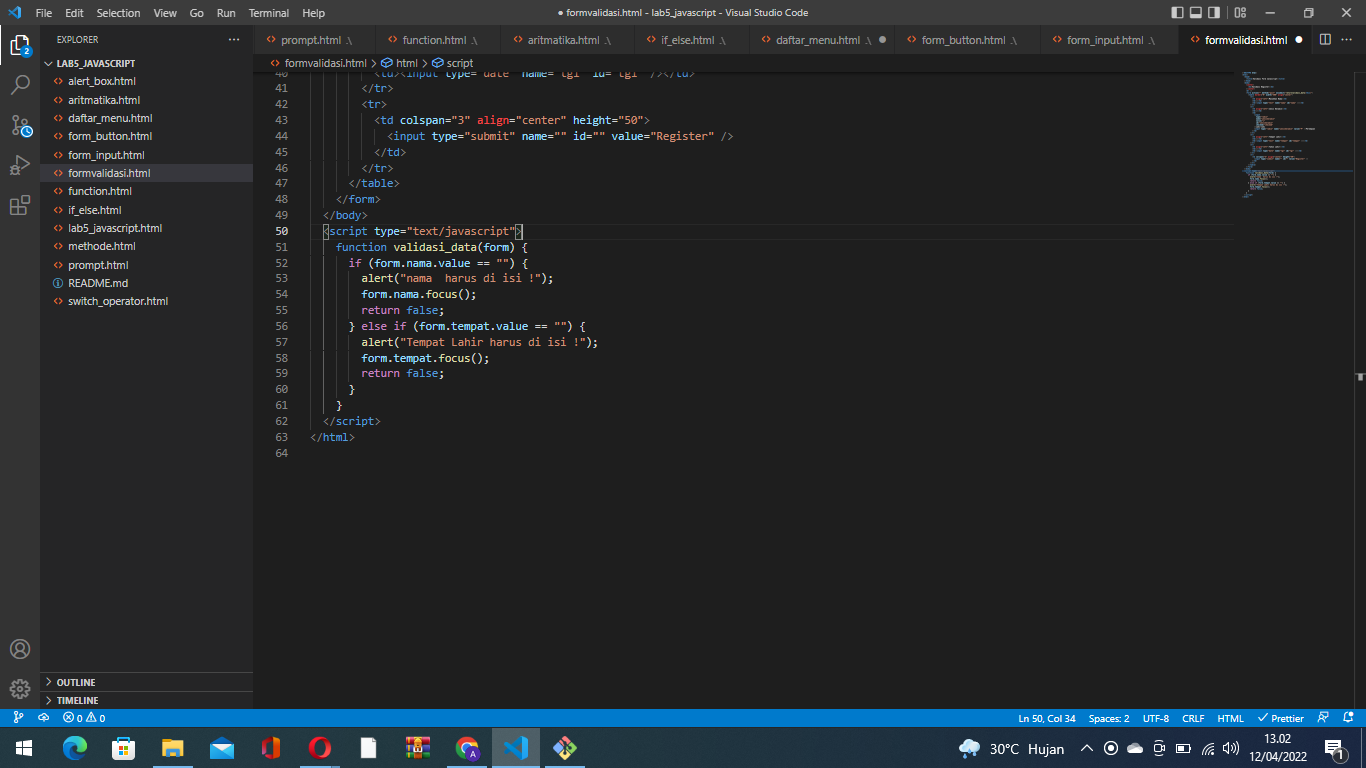 File Edit Selection View Go Run Terminal Help
● formvalidasi.html - lab5_javascript - Visual Studio Code
EXPLORER ···
prompt.html .\ function.html .\ aritmatika.html .\ if_else.html .\ daftar_menu.html .\ ● form_button.html .\ form_input.html .\ formvalidasi.html ●
formvalidasi.html > html > script
LAB5_JAVASCRIPT
alert_box.html
aritmatika.html
daftar_menu.html
form_button.html
form_input.html
formvalidasi.html
function.html
if_else.html
lab5_javascript.html
methode.html
prompt.html
README.md
switch_operator.html
OUTLINE
TIMELINE
40 <td><input type="date" name="tgl" id="tgl" /></td>
41 </tr>
42 <tr>
43 <td colspan="3" align="center" height="50">
44 <input type="submit" name="" id="" value="Register" />
45 </td>
46 </tr>
47 </table>
48 </form>
49 </body>
50 <script type="text/javascript">
51 function validasi_data(form) {
52 if (form.nama.value == "") {
53 alert("nama  harus di isi !");
54 form.nama.focus();
55 return false;
56 } else if (form.tempat.value == "") {
57 alert("Tempat Lahir harus di isi !");
58 form.tempat.focus();
59 return false;
60 }
61 }
62 </script>
63 </html>
64
0 0
Ln 50, Col 34 Spaces: 2 UTF-8 CRLF HTML Prettier
30°C Hujan
13.02
12/04/2022
1
2
A